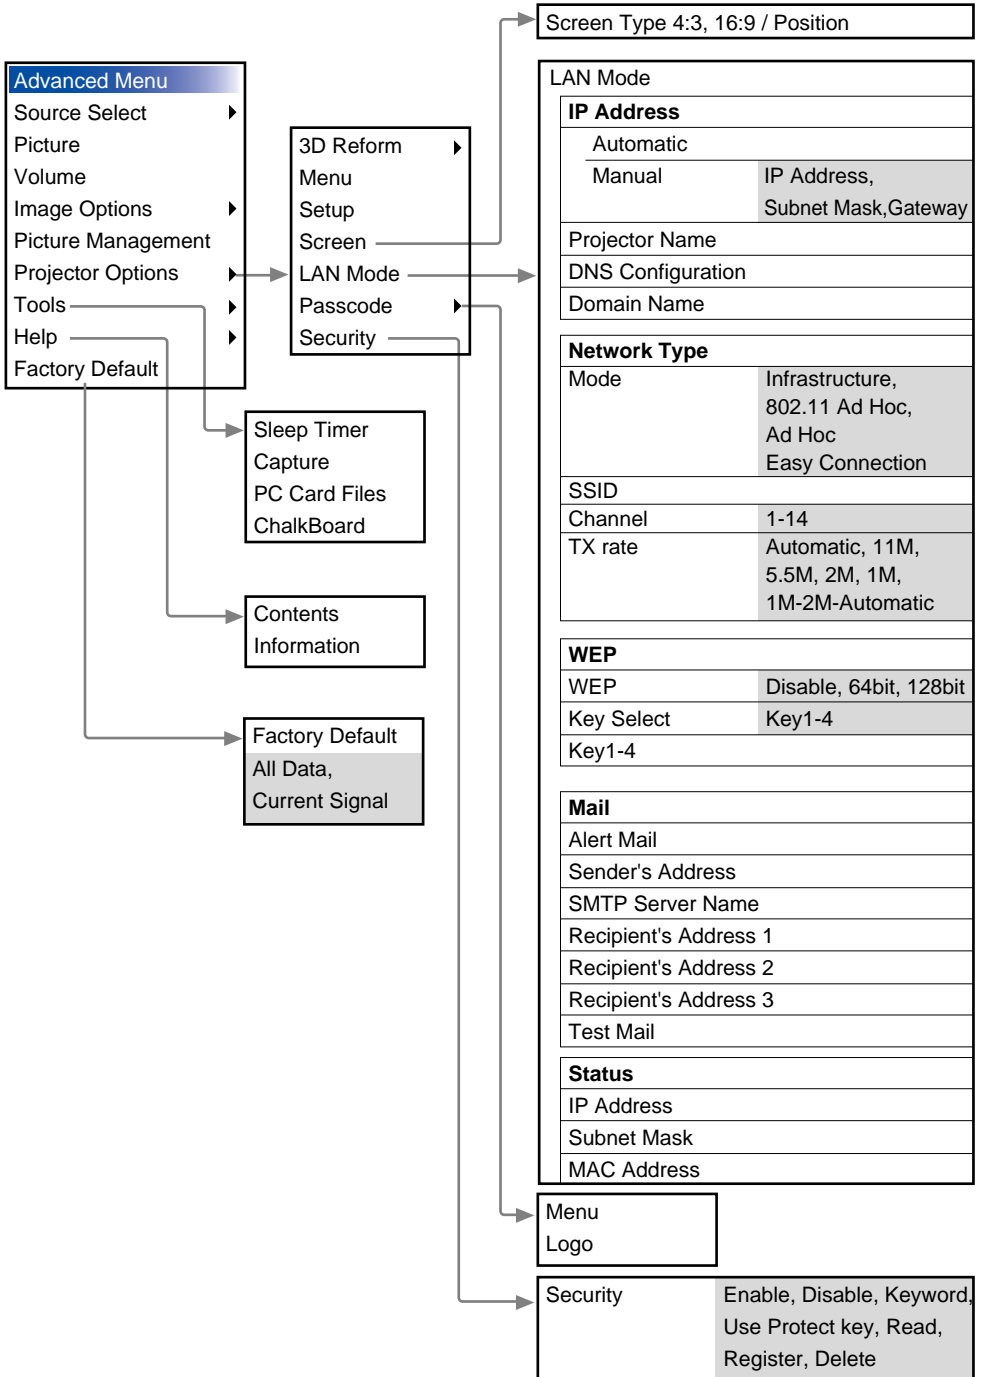 Screen Type 4:3, 16:9 / Position
Advanced Menu
Source Select
Picture
Volume
Image Options
Picture Management
Projector Options
Tools
Help
Factory Default
3D Reform
Menu
Setup
Screen
LAN Mode
Passcode
Security
Sleep Timer
Capture
PC Card Files
ChalkBoard
Contents
Information
Factory Default
All Data,
Current Signal
LAN Mode
IP Address
Automatic
Manual IP Address,
Subnet Mask,Gateway
Projector Name
DNS Configuration
Domain Name
Network Type
Mode Infrastructure,
802.11 Ad Hoc,
Ad Hoc
Easy Connection
SSID
Channel 1-14
TX rate Automatic, 11M,
5.5M, 2M, 1M,
1M-2M-Automatic
WEP
WEP Disable, 64bit, 128bit
Key Select Key1-4
Key1-4
Mail
Alert Mail
Sender's Address
SMTP Server Name
Recipient's Address 1
Recipient's Address 2
Recipient's Address 3
Test Mail
Status
IP Address
Subnet Mask
MAC Address
Menu
Logo
Security Enable, Disable, Keyword,
Use Protect key, Read,
Register, Delete